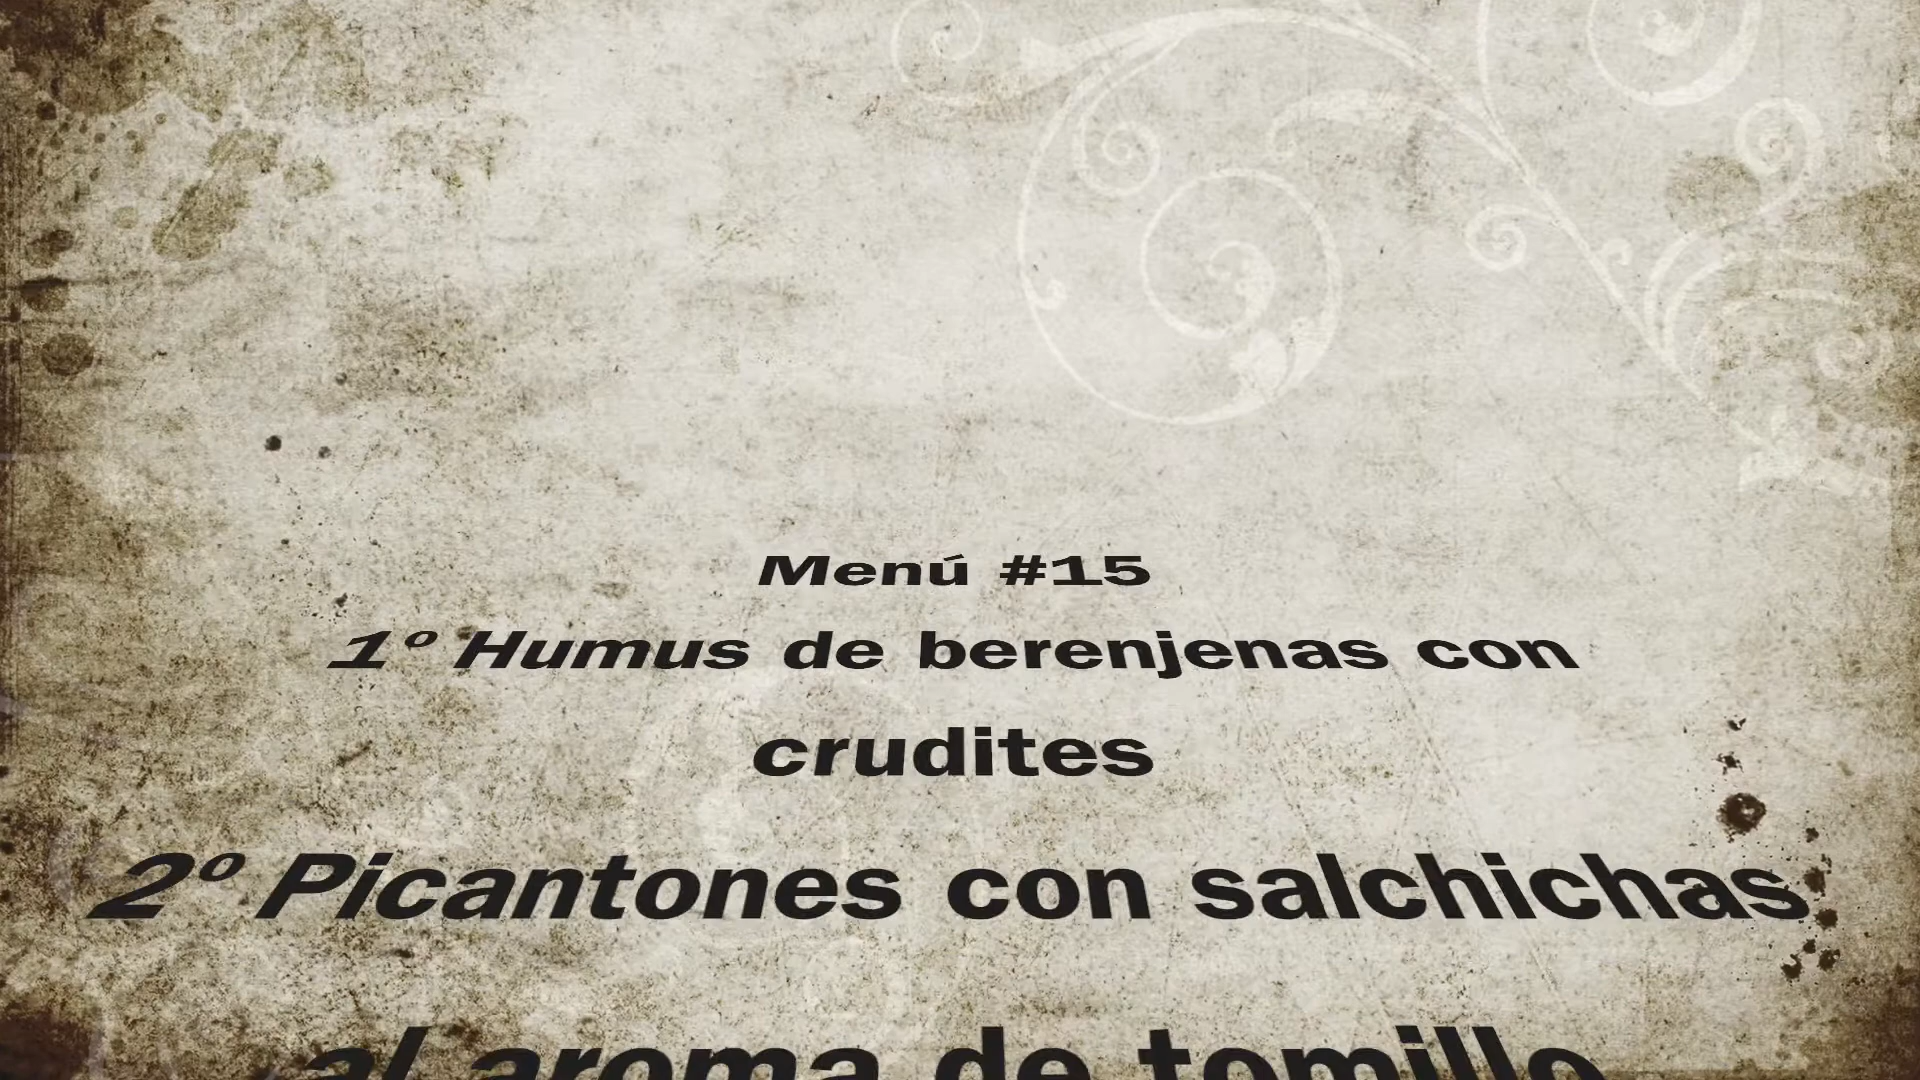 Menú #15
1º Humus de berenjenas con
crudites
2º Picantones con salchichas
al aroma de tomillo